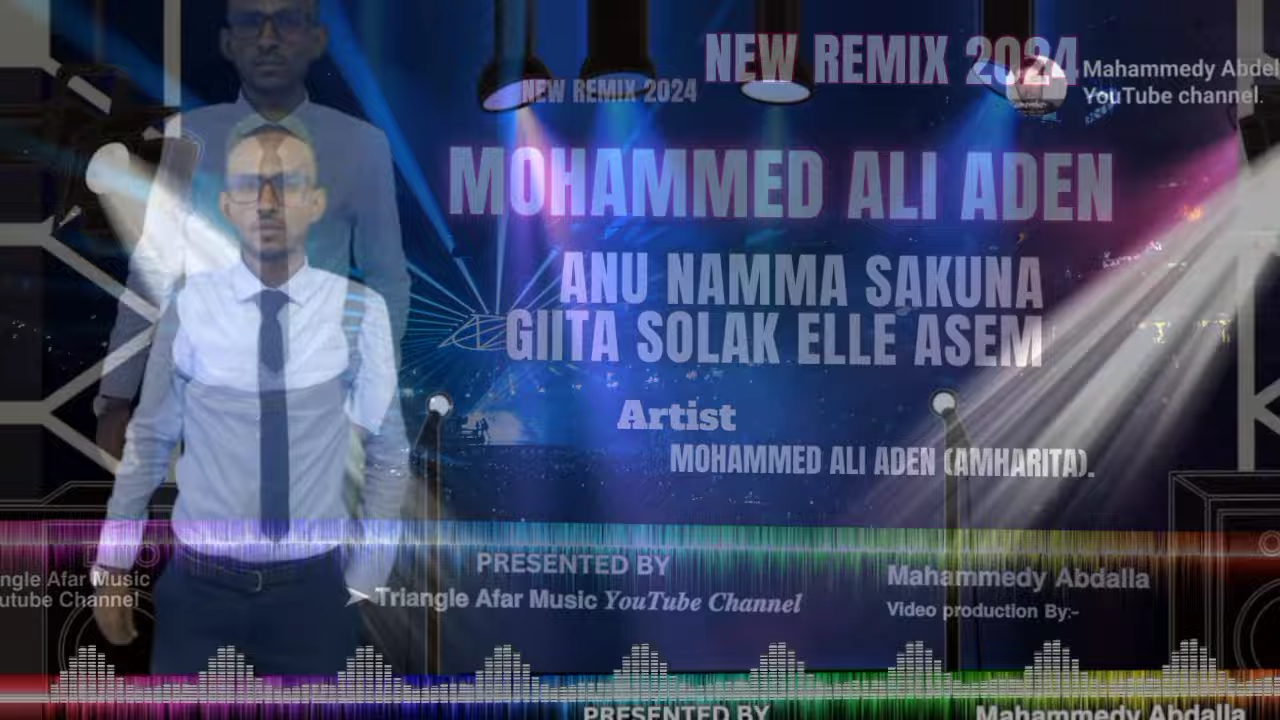 NEW REMIX 2024
NEW REMIX 2024
Mahammedy Abdel
YouTube channel.
MOHAMMED ALI ADEN
ANU NAMMA SAKUNA
GIITA SOLAK ELLE ASEM
Artist
MOHAMMED ALI ADEN (AMHARITA).
PRESENTED BY
Triangle Afar Music YouTube Channel
Mahammedy Abdalla
Video production By:-
ngle Afar Music
utube Channel
PRESENTED BY
Mahammedy Abdalla